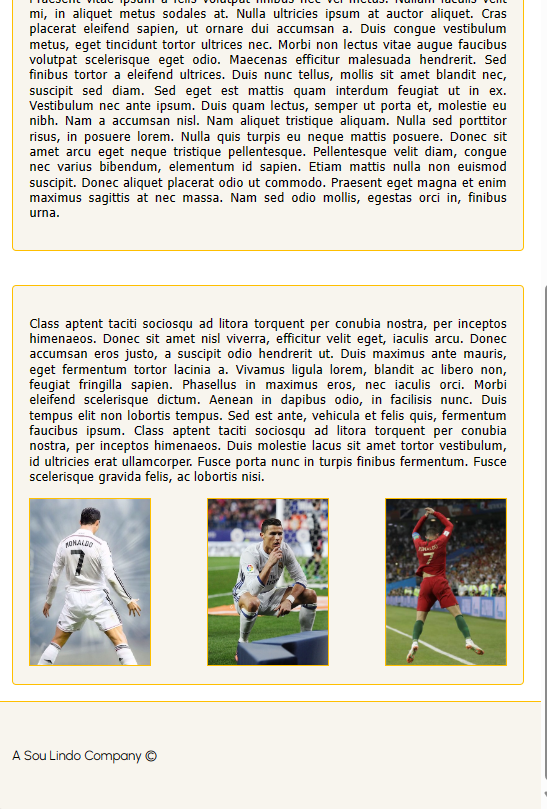 Praesent vitae ipsum a felis volutpat finibus nec vel metus. Nullam iaculis velit
mi, in aliquet metus sodales at. Nulla ultricies ipsum at auctor aliquet. Cras
placerat eleifend sapien, ut ornare dui accumsan a. Duis congue vestibulum
metus, eget tincidunt tortor ultrices nec. Morbi non lectus vitae augue faucibus
volutpat scelerisque eget odio. Maecenas efficitur malesuada hendrerit. Sed
finibus tortor a eleifend ultrices. Duis nunc tellus, mollis sit amet blandit nec,
suscipit sed diam. Sed eget est mattis quam interdum feugiat ut in ex.
Vestibulum nec ante ipsum. Duis quam lectus, semper ut porta et, molestie eu
nibh. Nam a accumsan nisl. Nam aliquet tristique aliquam. Nulla sed porttitor
risus, in posuere lorem. Nulla quis turpis eu neque mattis posuere. Donec sit
amet arcu eget neque tristique pellentesque. Pellentesque velit diam, congue
nec varius bibendum, elementum id sapien. Etiam mattis nulla non euismod
suscipit. Donec aliquet placerat odio ut commodo. Praesent eget magna et enim
maximus sagittis at nec massa. Nam sed odio mollis, egestas orci in, finibus
urna.
Class aptent taciti sociosqu ad litora torquent per conubia nostra, per inceptos
himenaeos. Donec sit amet nisl viverra, efficitur velit eget, iaculis arcu. Donec
accumsan eros justo, a suscipit odio hendrerit ut. Duis maximus ante mauris,
eget fermentum tortor lacinia a. Vivamus ligula lorem, blandit ac libero non,
feugiat fringilla sapien. Phasellus in maximus eros, nec iaculis orci. Morbi
eleifend scelerisque dictum. Aenean in dapibus odio, in facilisis nunc. Duis
tempus elit non lobortis tempus. Sed est ante, vehicula et felis quis, fermentum
faucibus ipsum. Class aptent taciti sociosqu ad litora torquent per conubia
nostra, per inceptos himenaeos. Duis molestie lacus sit amet tortor vestibulum,
id ultricies erat ullamcorper. Fusce porta nunc in turpis finibus fermentum. Fusce
scelerisque gravida felis, ac lobortis nisi.
RONALDO
7
RONALDO
7
A Sou Lindo Company ©